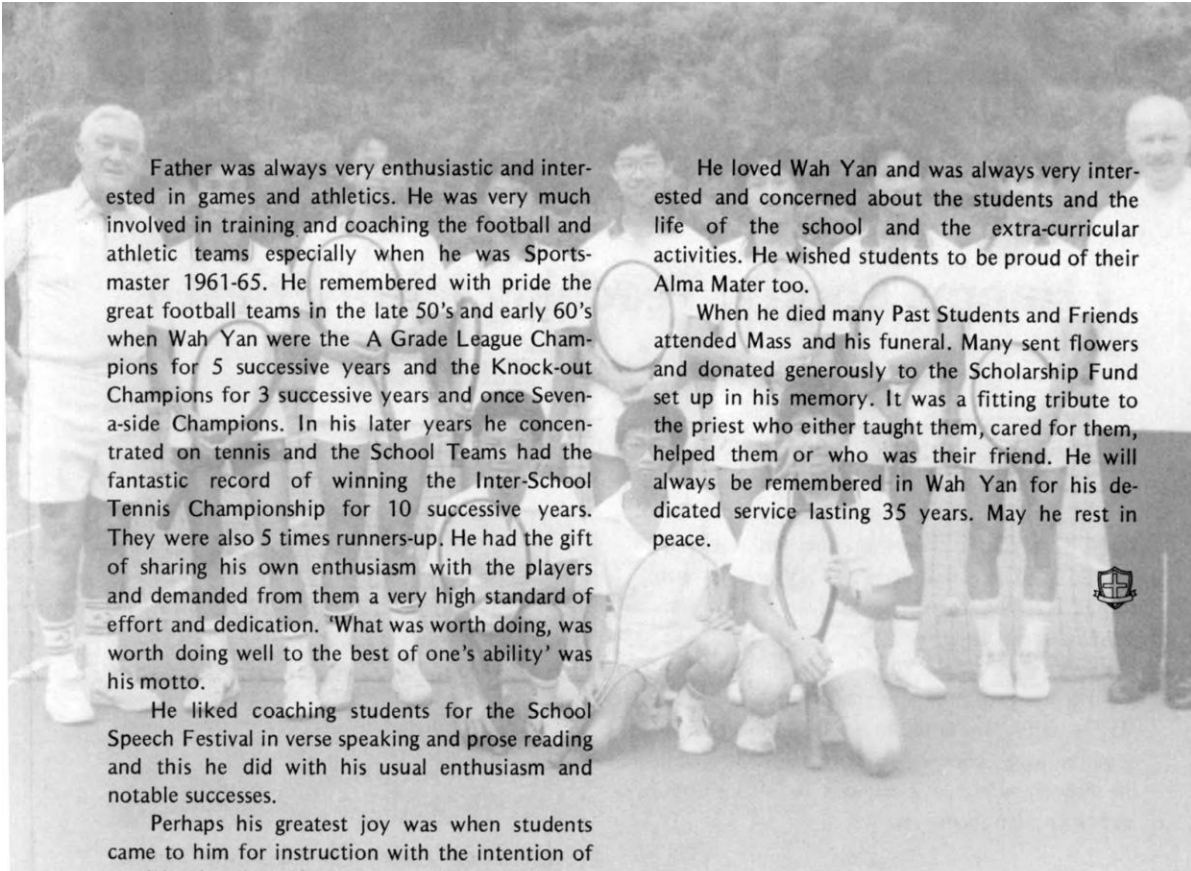 Father was always very enthusiastic and inter-
ested in games and athletics. He was very much
involved in training and coaching the football and
athletic teams especially when he was Sports-
master 1961-65. He remembered with pride the
great football teams in the late 50's and early 60's
when Wah Yan were the A Grade League Cham-
pions for 5 successive years and the Knock-out
Champions for 3 successive years and once Seven-
a-side Champions. In his later years he concen-
trated on tennis and the School Teams had the
fantastic record of winning the Inter-School
Tennis Championship for 10 successive years.
They were also 5 times runners-up. He had the gift
of sharing his own enthusiasm with the players
and demanded from them a very high standard of
effort and dedication. 'What was worth doing, was
worth doing well to the best of one's ability' was
his motto.
He liked coaching students for the School
Speech Festival in verse speaking and prose reading
and this he did with his usual enthusiasm and
notable successes.
Perhaps his greatest joy was when students
came to him for instruction with the intention of
He loved Wah Yan and was always very inter-
ested and concerned about the students and the
life of the school and the extra-curricular
activities. He wished students to be proud of their
Alma Mater too.
When he died many Past Students and Friends
attended Mass and his funeral. Many sent flowers
and donated generously to the Scholarship Fund
set up in his memory. It was a fitting tribute to
the priest who either taught them, cared for them,
helped them or who was their friend. He will
always be remembered in Wah Yan for his de-
dicated service lasting 35 years. May he rest in
peace.